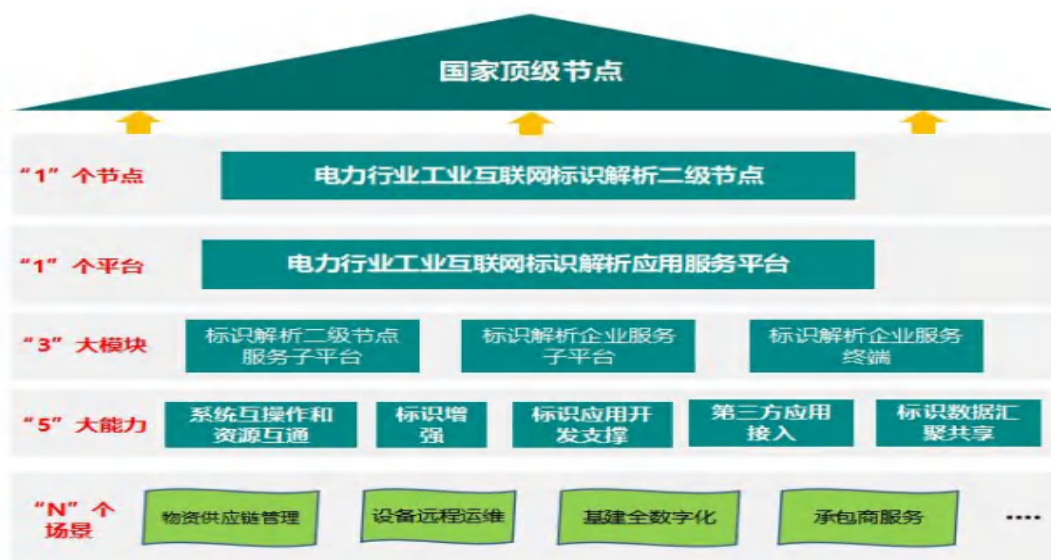 国家顶级节点
“1”个节点
电力行业工业互联网标识解析二级节点
“1”个平台
电力行业工业互联网标识解析应用服务平台
“3”大模块
标识解析二级节点
服务子平台
标识解析企业服务
子平台
标识解析企业服务
终端
“5”大能力
系统互操作和
资源互通
标识增
强
标识应用开
发支撑
第三方应用
接入
标识数据汇
聚共享
“N”个
场景
物资供应链管理
设备远程运维
基建全数字化
承包商服务
....